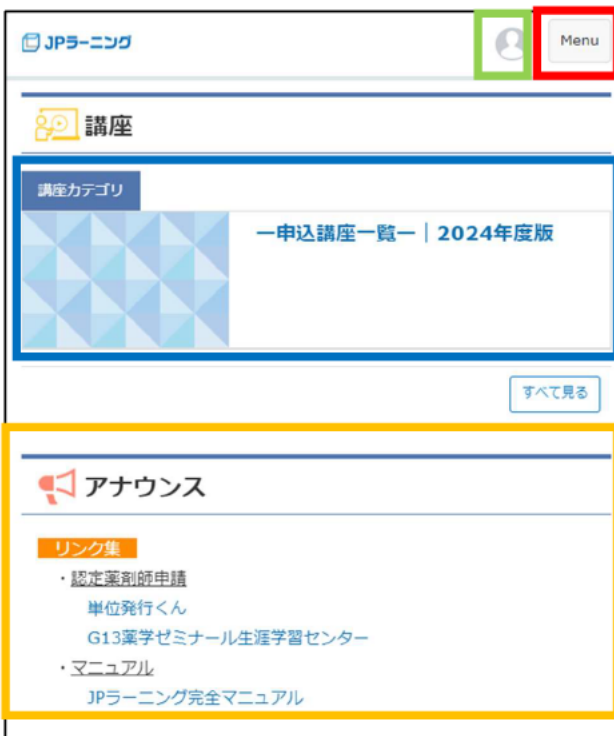 JPラーニング
Menu
講座
講座カテゴリ
ー申込講座一覧ー｜2024年度版
すべて見る
アナウンス
リンク集
・認定薬剤師申請
単位発行くん
G13薬学ゼミナール生涯学習センター
・マニュアル
JPラーニング完全マニュアル